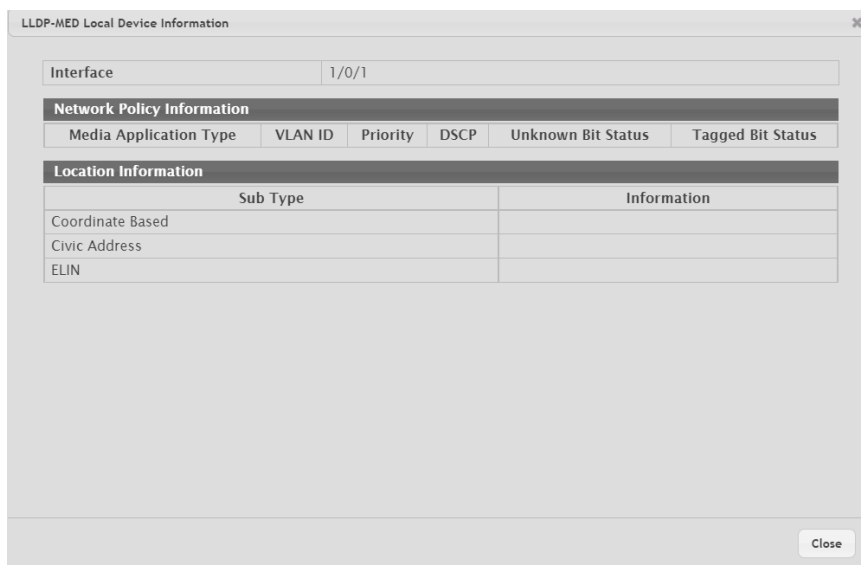 LLDP-MED Local Device Information
Interface 1/0/1
Network Policy Information
Media Application Type VLAN ID Priority DSCP Unknown Bit Status Tagged Bit Status
Location Information
Sub Type Information
Coordinate Based
Civic Address
ELIN
Close